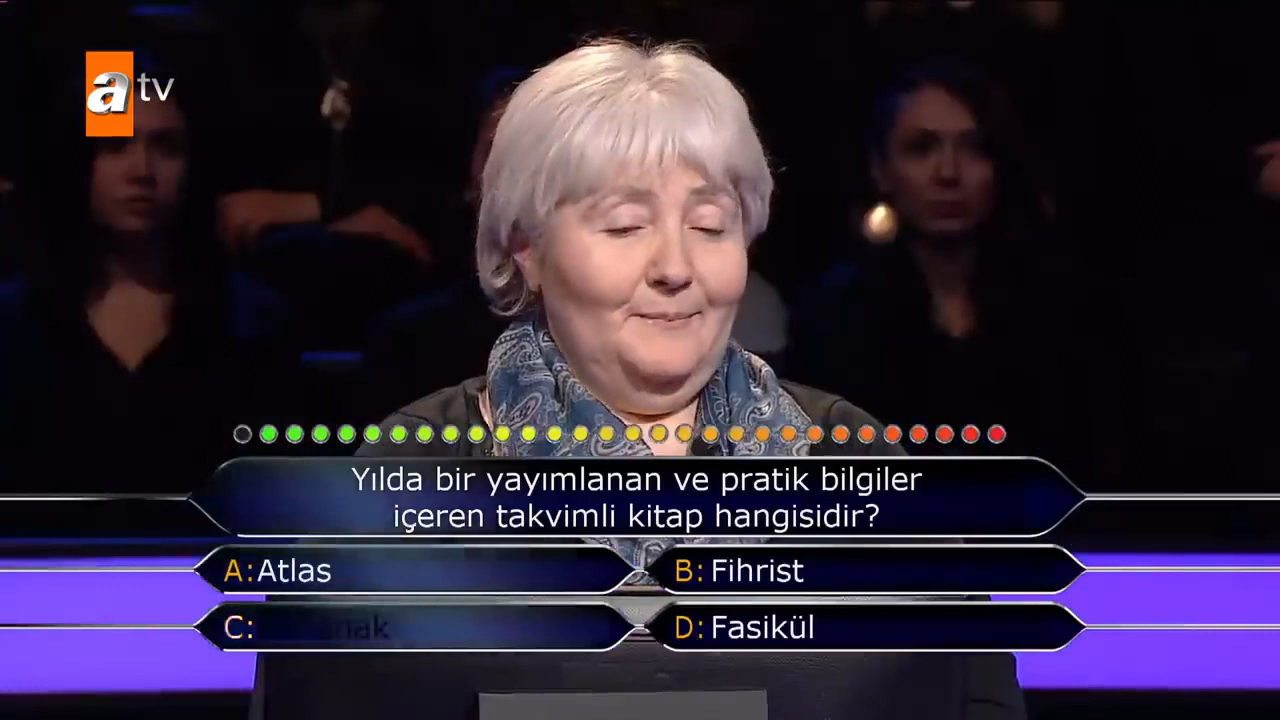 atv
Yılda bir yayımlanan ve pratik bilgiler
içeren takvimli kitap hangisidir?
A: Atlas
B: Fihrist
C:
D: Fasikül